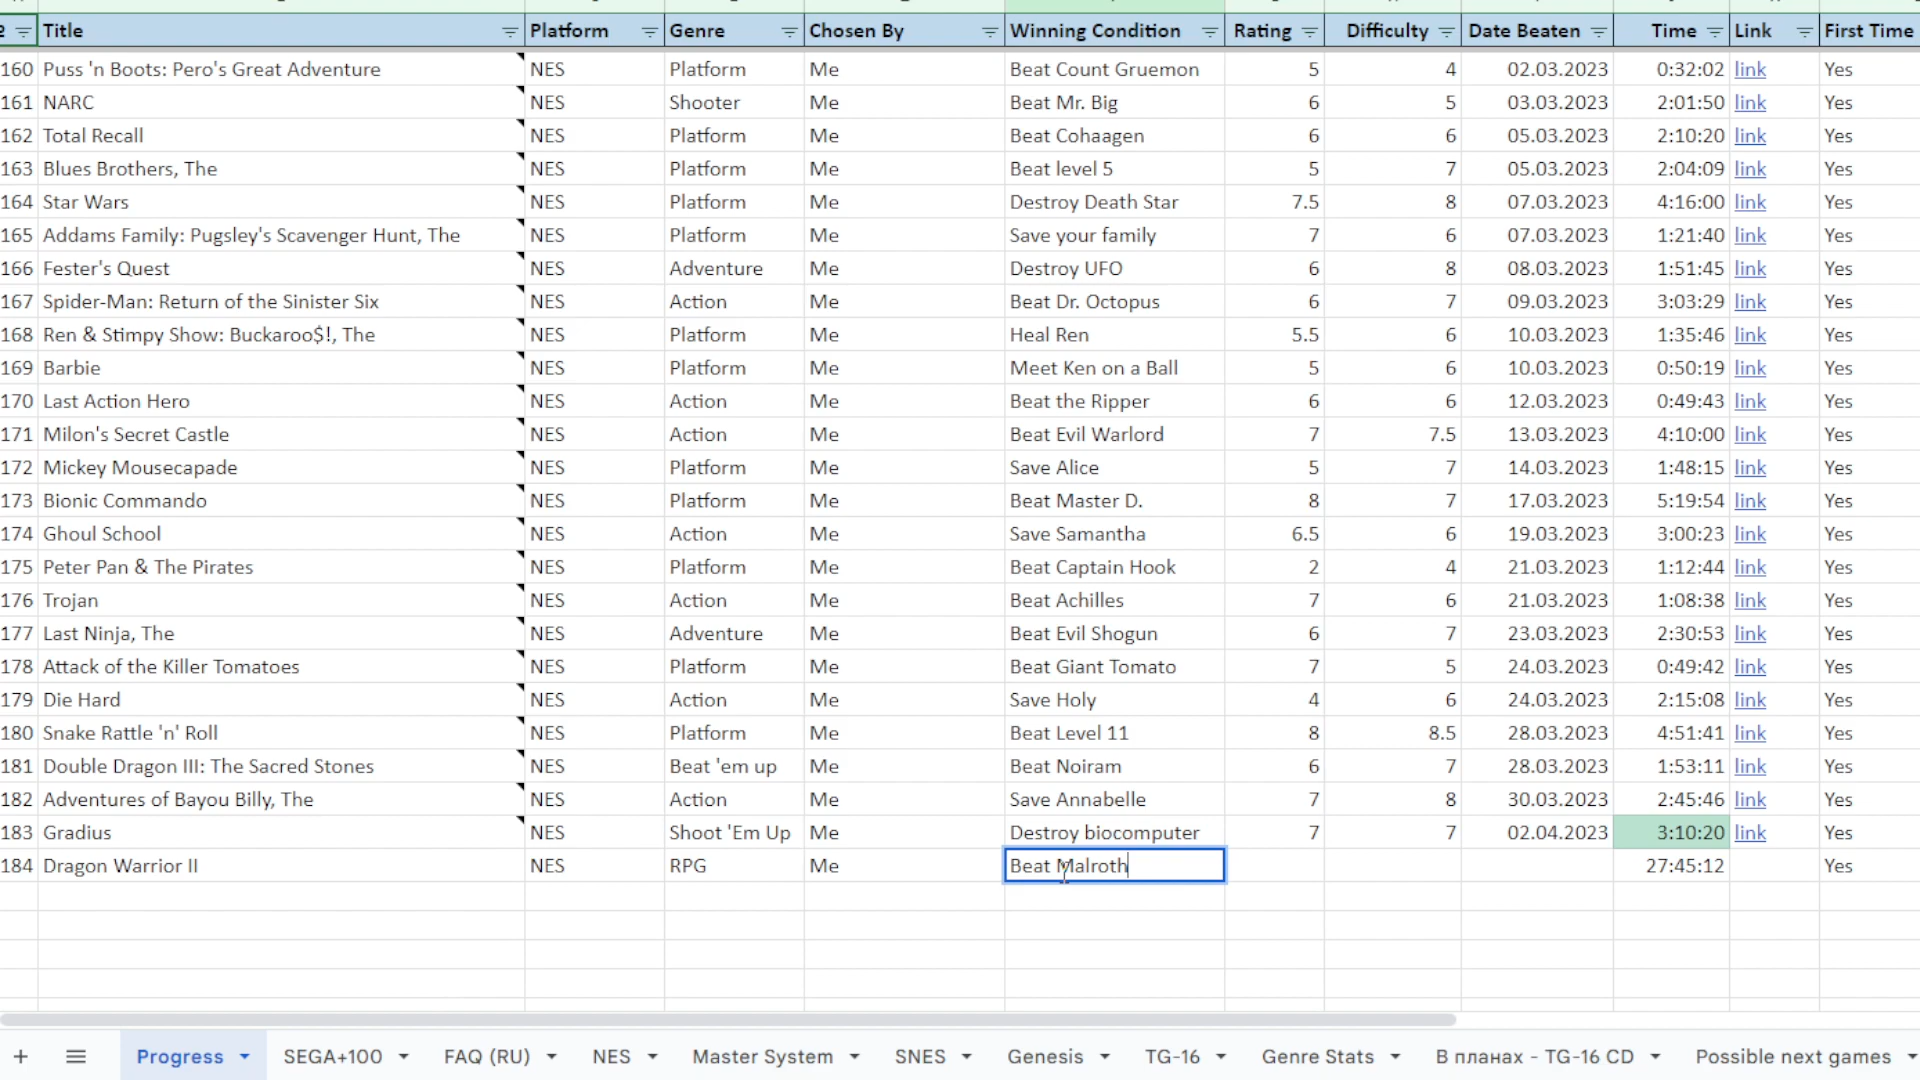 Title Platform Genre Chosen By Winning Condition Rating Difficulty Date Beaten Time Link First Time
160 Puss 'n Boots: Pero's Great Adventure NES Platform Me Beat Count Gruemon 5 4 02.03.2023 0:32:02 link Yes
161 NARC NES Shooter Me Beat Mr. Big 6 5 03.03.2023 2:01:50 link Yes
162 Total Recall NES Platform Me Beat Cohaagen 6 6 05.03.2023 2:10:20 link Yes
163 Blues Brothers, The NES Platform Me Beat level 5 5 7 05.03.2023 2:04:09 link Yes
164 Star Wars NES Platform Me Destroy Death Star 7.5 8 07.03.2023 4:16:00 link Yes
165 Addams Family: Pugsley's Scavenger Hunt, The NES Platform Me Save your family 7 6 07.03.2023 1:21:40 link Yes
166 Fester's Quest NES Adventure Me Destroy UFO 6 8 08.03.2023 1:51:45 link Yes
167 Spider-Man: Return of the Sinister Six NES Action Me Beat Dr. Octopus 6 7 09.03.2023 3:03:29 link Yes
168 Ren & Stimpy Show: Buckaroo$!, The NES Platform Me Heal Ren 5.5 6 10.03.2023 1:35:46 link Yes
169 Barbie NES Platform Me Meet Ken on a Ball 5 6 10.03.2023 0:50:19 link Yes
170 Last Action Hero NES Action Me Beat the Ripper 6 6 12.03.2023 0:49:43 link Yes
171 Milon's Secret Castle NES Action Me Beat Evil Warlord 7 7.5 13.03.2023 4:10:00 link Yes
172 Mickey Mousecapade NES Platform Me Save Alice 5 7 14.03.2023 1:48:15 link Yes
173 Bionic Commando NES Platform Me Beat Master D. 8 7 17.03.2023 5:19:54 link Yes
174 Ghoul School NES Action Me Save Samantha 6.5 6 19.03.2023 3:00:23 link Yes
175 Peter Pan & The Pirates NES Platform Me Beat Captain Hook 2 4 21.03.2023 1:12:44 link Yes
176 Trojan NES Action Me Beat Achilles 7 6 21.03.2023 1:08:38 link Yes
177 Last Ninja, The NES Adventure Me Beat Evil Shogun 6 7 23.03.2023 2:30:53 link Yes
178 Attack of the Killer Tomatoes NES Platform Me Beat Giant Tomato 7 5 24.03.2023 0:49:42 link Yes
179 Die Hard NES Action Me Save Holy 4 6 24.03.2023 2:15:08 link Yes
180 Snake Rattle 'n' Roll NES Platform Me Beat Level 11 8 8.5 28.03.2023 4:51:41 link Yes
181 Double Dragon III: The Sacred Stones NES Beat 'em up Me Beat Noiram 6 7 28.03.2023 1:53:11 link Yes
182 Adventures of Bayou Billy, The NES Action Me Save Annabelle 7 8 30.03.2023 2:45:46 link Yes
183 Gradius NES Shoot 'Em Up Me Destroy biocomputer 7 7 02.04.2023 3:10:20 link Yes
184 Dragon Warrior II NES RPG Me Beat Malroth 27:45:12 Yes
Progress SEGA+100 FAQ (RU) NES Master System SNES Genesis TG-16 Genre Stats В планах - TG-16 CD Possible next games